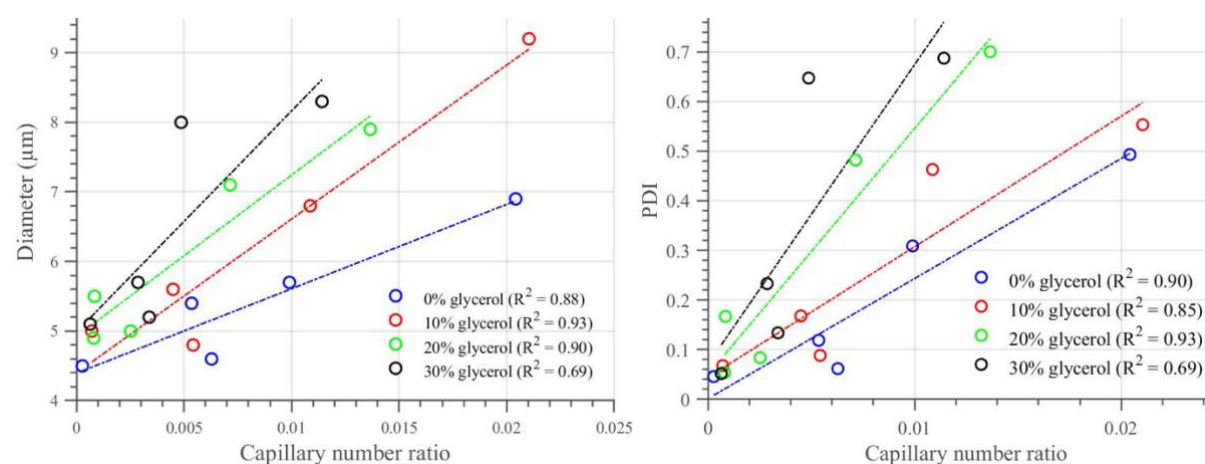 9
8
7
6
5
4
Diameter (µm)
0
0.005
0.01
0.015
0.02
0.025
Capillary number ratio
0% glycerol (R² = 0.88)
10% glycerol (R² = 0.93)
20% glycerol (R² = 0.90)
30% glycerol (R² = 0.69)
0.7
0.6
0.5
0.4
0.3
0.2
0.1
0
PDI
0
0.01
0.02
Capillary number ratio
0% glycerol (R² = 0.90)
10% glycerol (R² = 0.85)
20% glycerol (R² = 0.93)
30% glycerol (R² = 0.69)